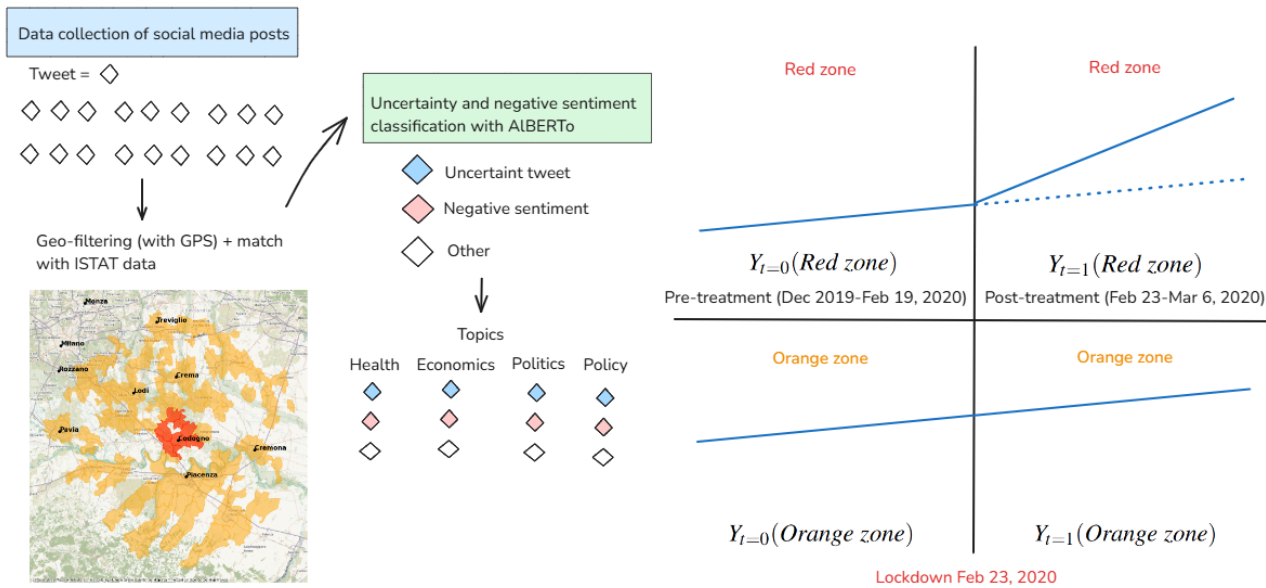 Data collection of social media posts
Tweet =
Geo-filtering (with GPS) + match
with ISTAT data
Monza
Treviglio
Milano
Rozzano
Crema
Lodi
Pavia
Codogno
Cremona
Piacenza
Uncertainty and negative sentiment
classification with AlBERTo
Uncertaint tweet
Negative sentiment
Other
Topics
Health Economics Politics Policy
Red zone Red zone
Y_{t=0}(Red zone) Y_{t=1}(Red zone)
Pre-treatment (Dec 2019-Feb 19, 2020) Post-treatment (Feb 23-Mar 6, 2020)
Orange zone Orange zone
Y_{t=0}(Orange zone) Y_{t=1}(Orange zone)
Lockdown Feb 23, 2020